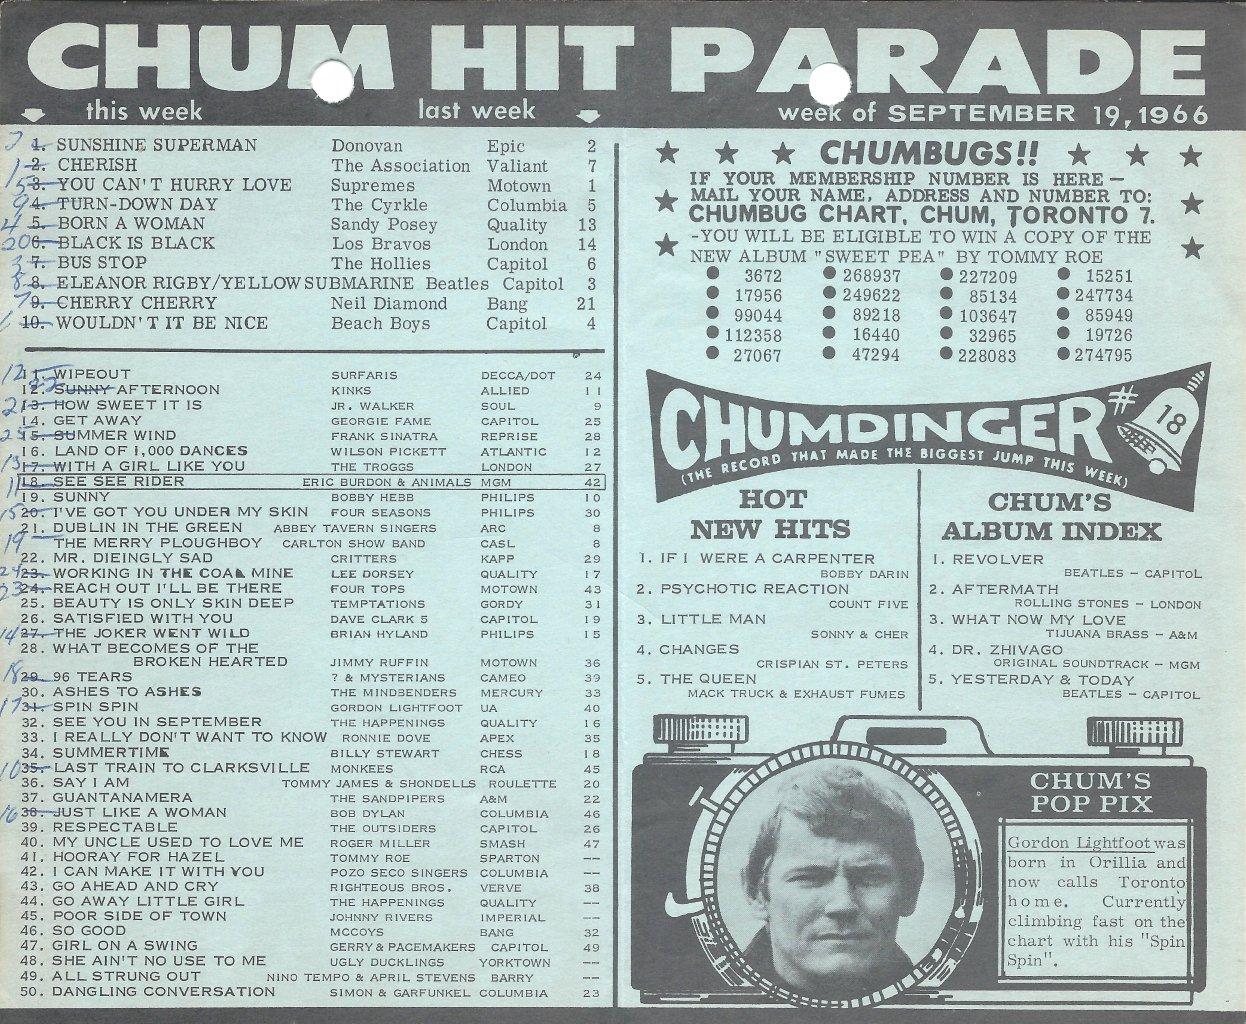 CHUM HIT PARADE
this week last week week of SEPTEMBER 19, 1966
1. SUNSHINE SUPERMAN Donovan Epic 2
2. CHERISH The Association Valiant 7
3. YOU CAN'T HURRY LOVE Supremes Motown 1
4. TURN-DOWN DAY The Cyrkle Columbia 5
5. BORN A WOMAN Sandy Posey Quality 13
6. BLACK IS BLACK Los Bravos London 14
7. BUS STOP The Hollies Capitol 6
8. ELEANOR RIGBY/YELLOW SUBMARINE Beatles Capitol 3
9. CHERRY CHERRY Neil Diamond Bang 21
10. WOULDN'T IT BE NICE Beach Boys Capitol 4
11. WIPEOUT SURFARIS DECCA/DOT 24
12. SUNNY AFTERNOON KINKS ALLIED 11
13. HOW SWEET IT IS JR. WALKER SOUL 9
14. GET AWAY GEORGIE FAME CAPITOL 25
15. SUMMER WIND FRANK SINATRA REPRISE 28
16. LAND OF 1,000 DANCES WILSON PICKETT ATLANTIC 12
17. WITH A GIRL LIKE YOU THE TROGGS LONDON 27
18. SEE SEE RIDER ERIC BURDON & ANIMALS MGM 42
19. SUNNY BOBBY HEBB PHILIPS 10
20. I'VE GOT YOU UNDER MY SKIN FOUR SEASONS PHILIPS 30
21. DUBLIN IN THE GREEN ABBEY TAVERN SINGERS ARC 8
THE MERRY PLOUGHBOY CARLTON SHOW BAND CASL 8
22. MR. DIEINGLY SAD CRITTERS KAPP 29
23. WORKING IN THE COAL MINE LEE DORSEY QUALITY 17
24. REACH OUT I'LL BE THERE FOUR TOPS MOTOWN 43
25. BEAUTY IS ONLY SKIN DEEP TEMPTATIONS GORDY 31
26. SATISFIED WITH YOU DAVE CLARK 5 CAPITOL 19
27. THE JOKER WENT WILD BRIAN HYLAND PHILIPS 15
28. WHAT BECOMES OF THE
BROKEN HEARTED JIMMY RUFFIN MOTOWN 36
29. 96 TEARS ? & MYSTERIANS CAMEO 39
30. ASHES TO ASHES THE MINDBENDERS MERCURY 33
31. SPIN SPIN GORDON LIGHTFOOT UA 40
32. SEE YOU IN SEPTEMBER THE HAPPENINGS QUALITY 16
33. I REALLY DON'T WANT TO KNOW RONNIE DOVE APEX 35
34. SUMMERTIME BILLY STEWART CHESS 18
35. LAST TRAIN TO CLARKSVILLE MONKEES RCA 45
36. SAY I AM TOMMY JAMES & SHONDELLS ROULETTE 20
37. GUANTANAMERA THE SANDPIPERS A&M 22
38. JUST LIKE A WOMAN BOB DYLAN COLUMBIA 46
39. RESPECTABLE THE OUTSIDERS CAPITOL 26
40. MY UNCLE USED TO LOVE ME ROGER MILLER SMASH 47
41. HOORAY FOR HAZEL TOMMY ROE SPARTON --
42. I CAN MAKE IT WITH YOU POZO SECO SINGERS COLUMBIA --
43. GO AHEAD AND CRY RIGHTEOUS BROS. VERVE 38
44. GO AWAY LITTLE GIRL THE HAPPENINGS QUALITY --
45. POOR SIDE OF TOWN JOHNNY RIVERS IMPERIAL --
46. SO GOOD MCCOYS BANG 32
47. GIRL ON A SWING GERRY & PACEMAKERS CAPITOL 49
48. SHE AIN'T NO USE TO ME UGLY DUCKLINGS YORKTOWN --
49. ALL STRUNG OUT NINO TEMPO & APRIL STEVENS BARRY --
50. DANGLING CONVERSATION SIMON & GARFUNKEL COLUMBIA 23
CHUMBUGS!!
IF YOUR MEMBERSHIP NUMBER IS HERE —
MAIL YOUR NAME, ADDRESS AND NUMBER TO:
CHUMBUG CHART, CHUM, TORONTO 7.
-YOU WILL BE ELIGIBLE TO WIN A COPY OF THE
NEW ALBUM "SWEET PEA" BY TOMMY ROE
3672 268937 227209 15251
17956 249622 85134 247734
99044 89218 103647 85949
112358 16440 32965 19726
27067 47294 228083 274795
CHUMDINGER #18
(THE RECORD THAT MADE THE BIGGEST JUMP THIS WEEK)
HOT
NEW HITS
1. IF I WERE A CARPENTER
BOBBY DARIN
2. PSYCHOTIC REACTION
COUNT FIVE
3. LITTLE MAN
SONNY & CHER
4. CHANGES
CRISPIAN ST. PETERS
5. THE QUEEN
MACK TRUCK & EXHAUST FUMES
CHUM'S
ALBUM INDEX
1. REVOLVER
BEATLES — CAPITOL
2. AFTERMATH
ROLLING STONES — LONDON
3. WHAT NOW MY LOVE
TIJUANA BRASS — A&M
4. DR. ZHIVAGO
ORIGINAL SOUNDTRACK — MGM
5. YESTERDAY & TODAY
BEATLES — CAPITOL
CHUM'S
POP PIX
Gordon Lightfoot was
born in Orillia and
now calls Toronto
home. Currently
climbing fast on the
chart with his "Spin
Spin".